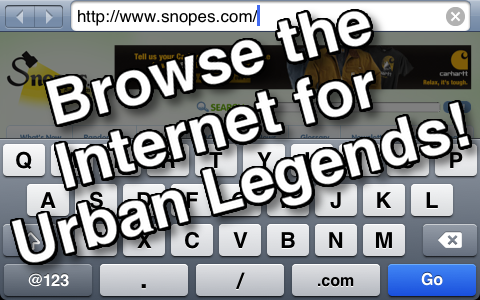 http://www.snopes.com/
Snopes
Tell us your
carhartt
Relax, it's tough.
SEARCH
What's New
Glossary
Browse the
Internet for
Urban Legends!
Q T Y P
A S D F J K L
X C V B N M
@123 . / .com Go